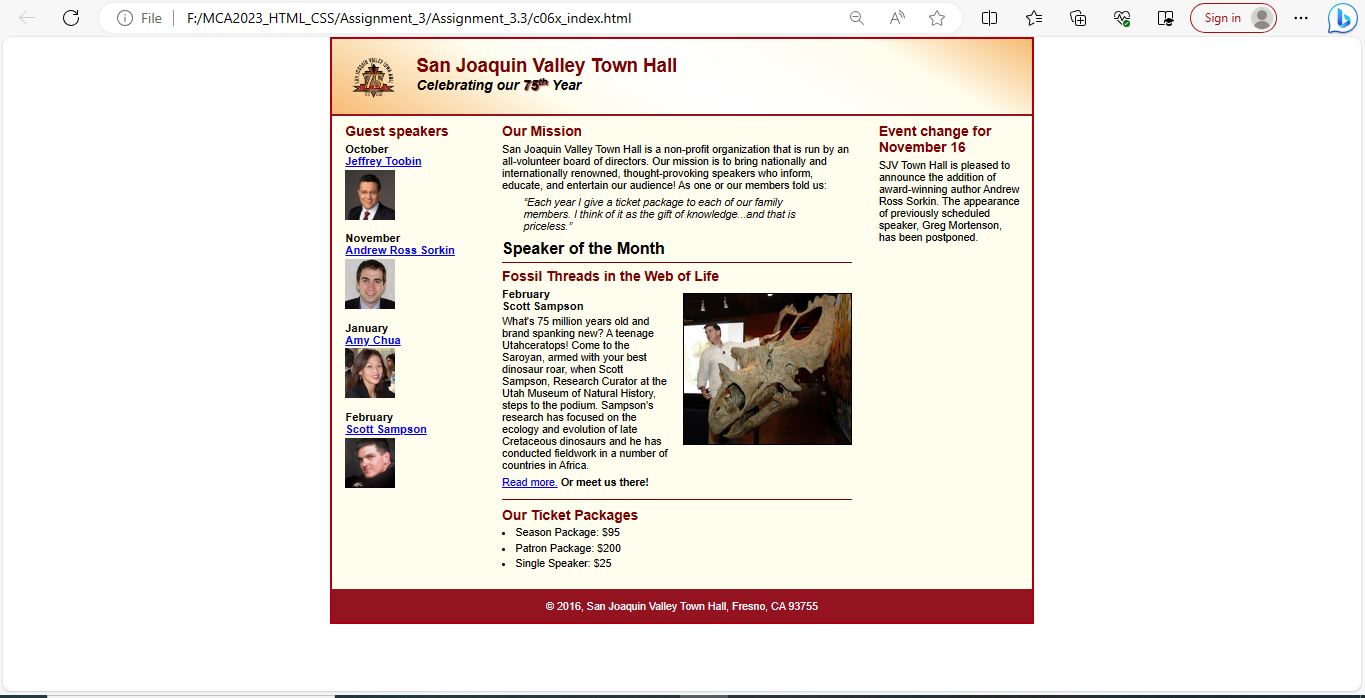 File
F:/MCA2023_HTML_CSS/Assignment_3/Assignment_3.3/c06x_index.html
Sign in
San Joaquin Valley Town Hall
Celebrating our 75th Year
Guest speakers
October
Jeffrey Toobin
November
Andrew Ross Sorkin
January
Amy Chua
February
Scott Sampson
Our Mission
San Joaquin Valley Town Hall is a non-profit organization that is run by an
all-volunteer board of directors. Our mission is to bring nationally and
internationally renowned, thought-provoking speakers who inform,
educate, and entertain our audience! As one or our members told us:
“Each year I give a ticket package to each of our family
members. I think of it as the gift of knowledge...and that is
priceless.”
Speaker of the Month
Fossil Threads in the Web of Life
February
Scott Sampson
What's 75 million years old and
brand spanking new? A teenage
Utahceratops! Come to the
Saroyan, armed with your best
dinosaur roar, when Scott
Sampson, Research Curator at the
Utah Museum of Natural History,
steps to the podium. Sampson's
research has focused on the
ecology and evolution of late
Cretaceous dinosaurs and he has
conducted fieldwork in a number of
countries in Africa.
Read more. Or meet us there!
Our Ticket Packages
• Season Package: $95
• Patron Package: $200
• Single Speaker: $25
Event change for
November 16
SJV Town Hall is pleased to
announce the addition of
award-winning author Andrew
Ross Sorkin. The appearance
of previously scheduled
speaker, Greg Mortenson,
has been postponed.
© 2016, San Joaquin Valley Town Hall, Fresno, CA 93755